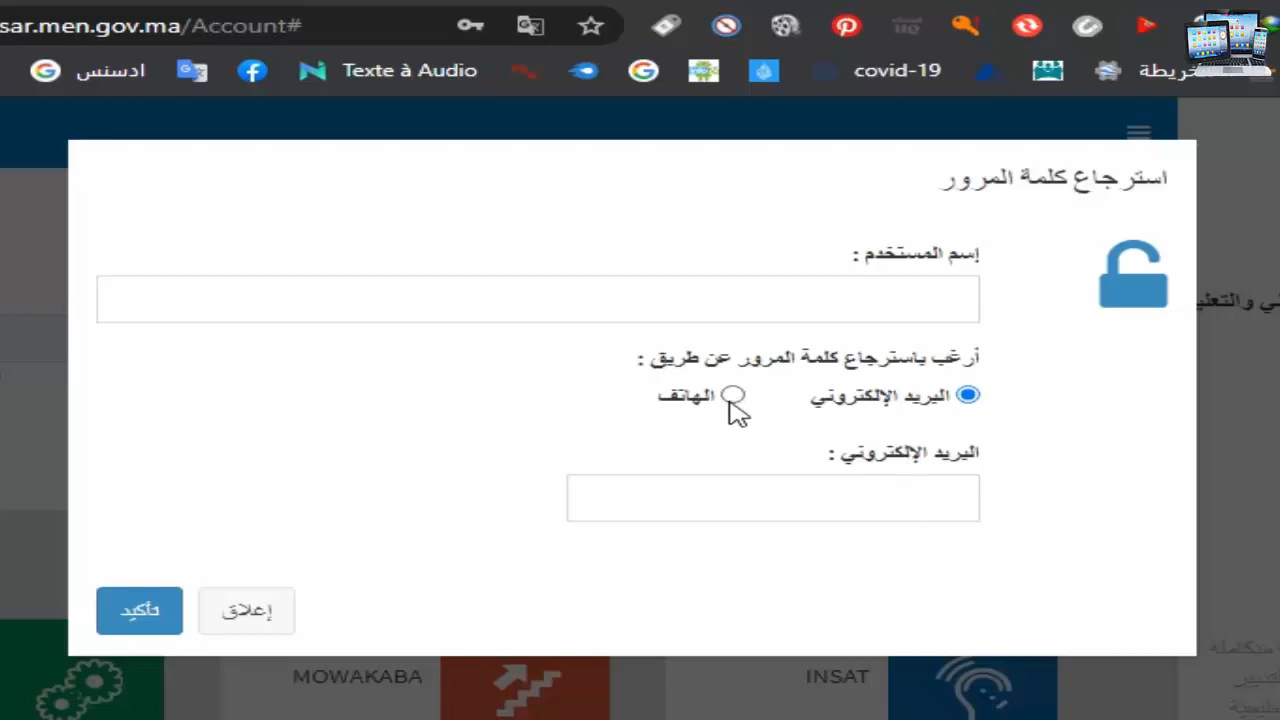 sar.men.gov.ma/Account#
ادسنس
Texte à Audio
covid-19
استرجاع كلمة المرور
إسم المستخدم :
أرغب باسترجاع كلمة المرور عن طريق :
البريد الإلكتروني
الهاتف
البريد الإلكتروني :
تأكيد
إغلاق
MOWAKABA
INSAT